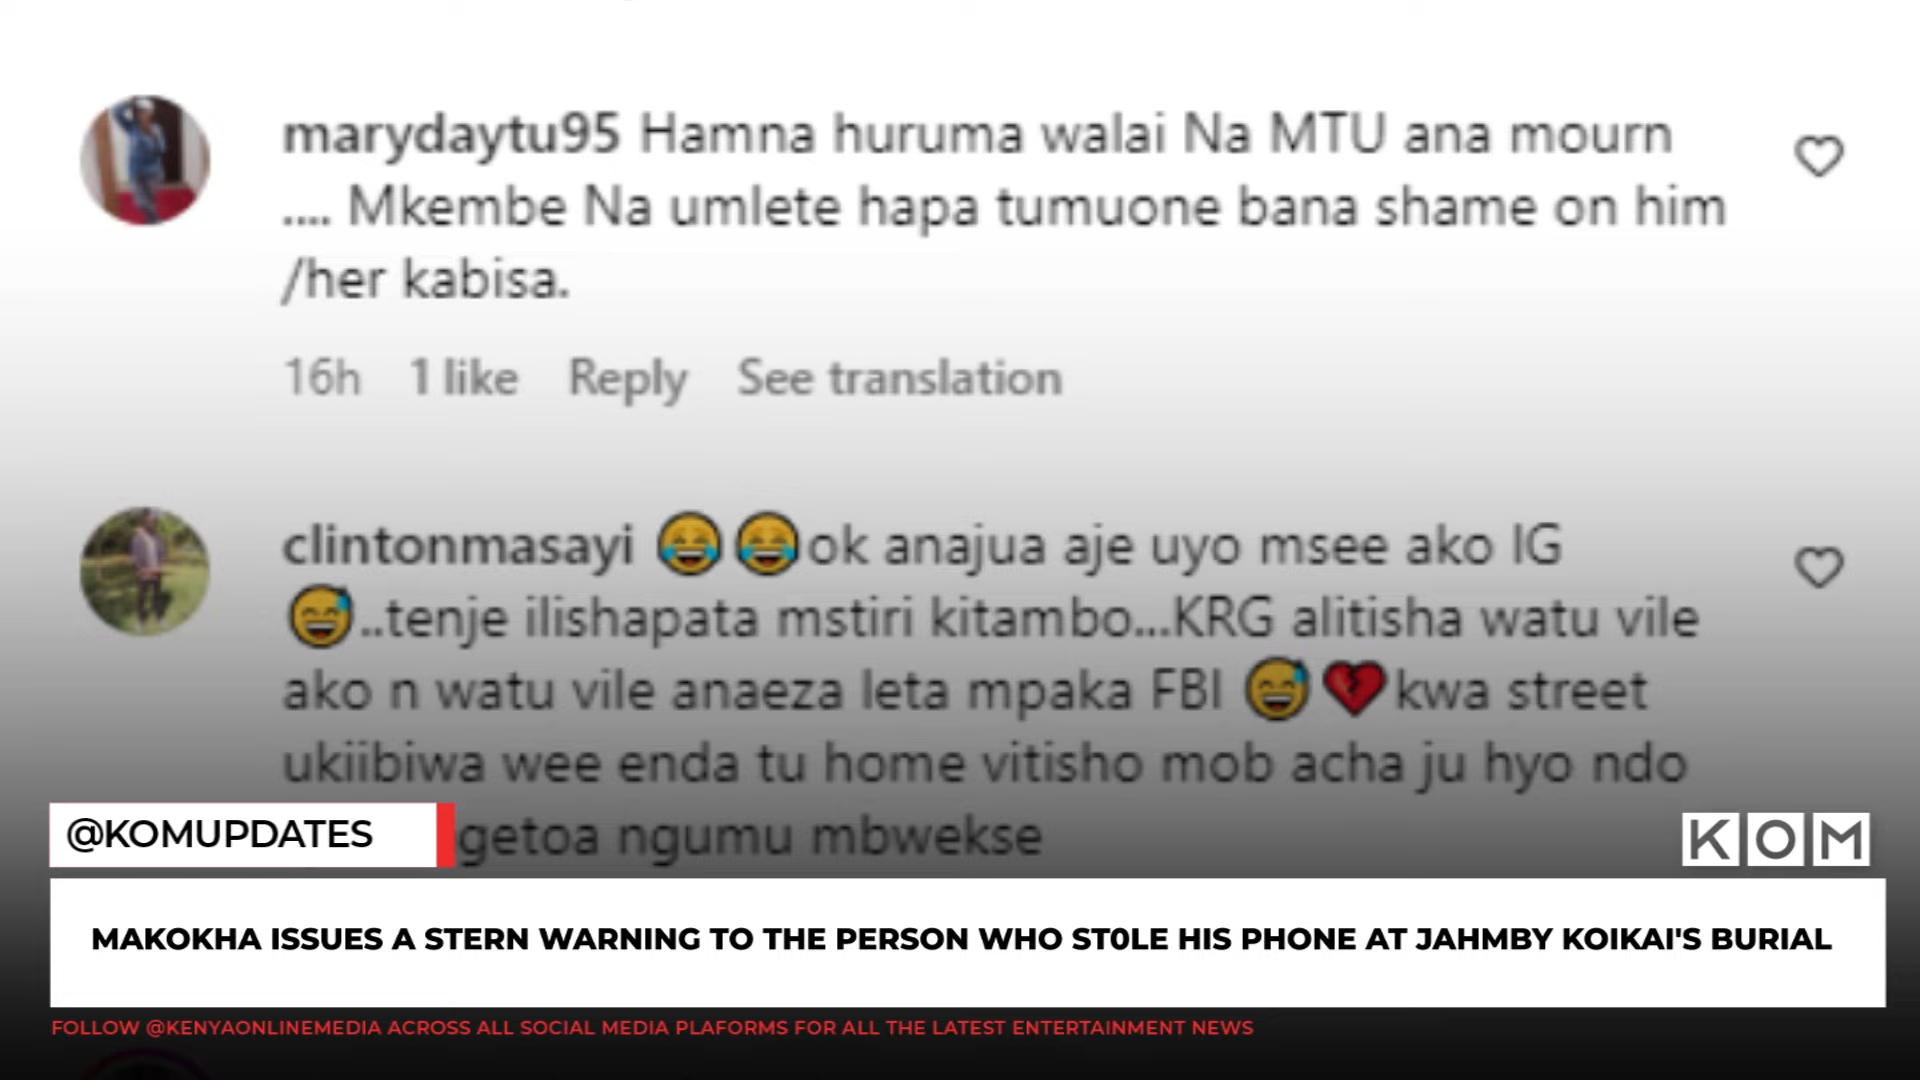 marydaytu95 Hamna huruma walai Na MTU ana mourn
.... Mkembe Na umlete hapa tumuone bana shame on him
/her kabisa.
16h 1 like Reply See translation
clintonmasayi 😂😂ok anajua aje uyo msee ako IG
😅..tenje ilishapata mstiri kitambo...KRG alitisha watu vile
ako n watu vile anaeza leta mpaka FBI 😅💔kwa street
ukiibiwa wee enda tu home vitisho mob acha ju hyo ndo
getoa ngumu mbwekse
@KOMUPDATES
KOM
MAKOKHA ISSUES A STERN WARNING TO THE PERSON WHO ST0LE HIS PHONE AT JAHMBY KOIKAI'S BURIAL
FOLLOW @KENYAONLINEMEDIA ACROSS ALL SOCIAL MEDIA PLAFORMS FOR ALL THE LATEST ENTERTAINMENT NEWS